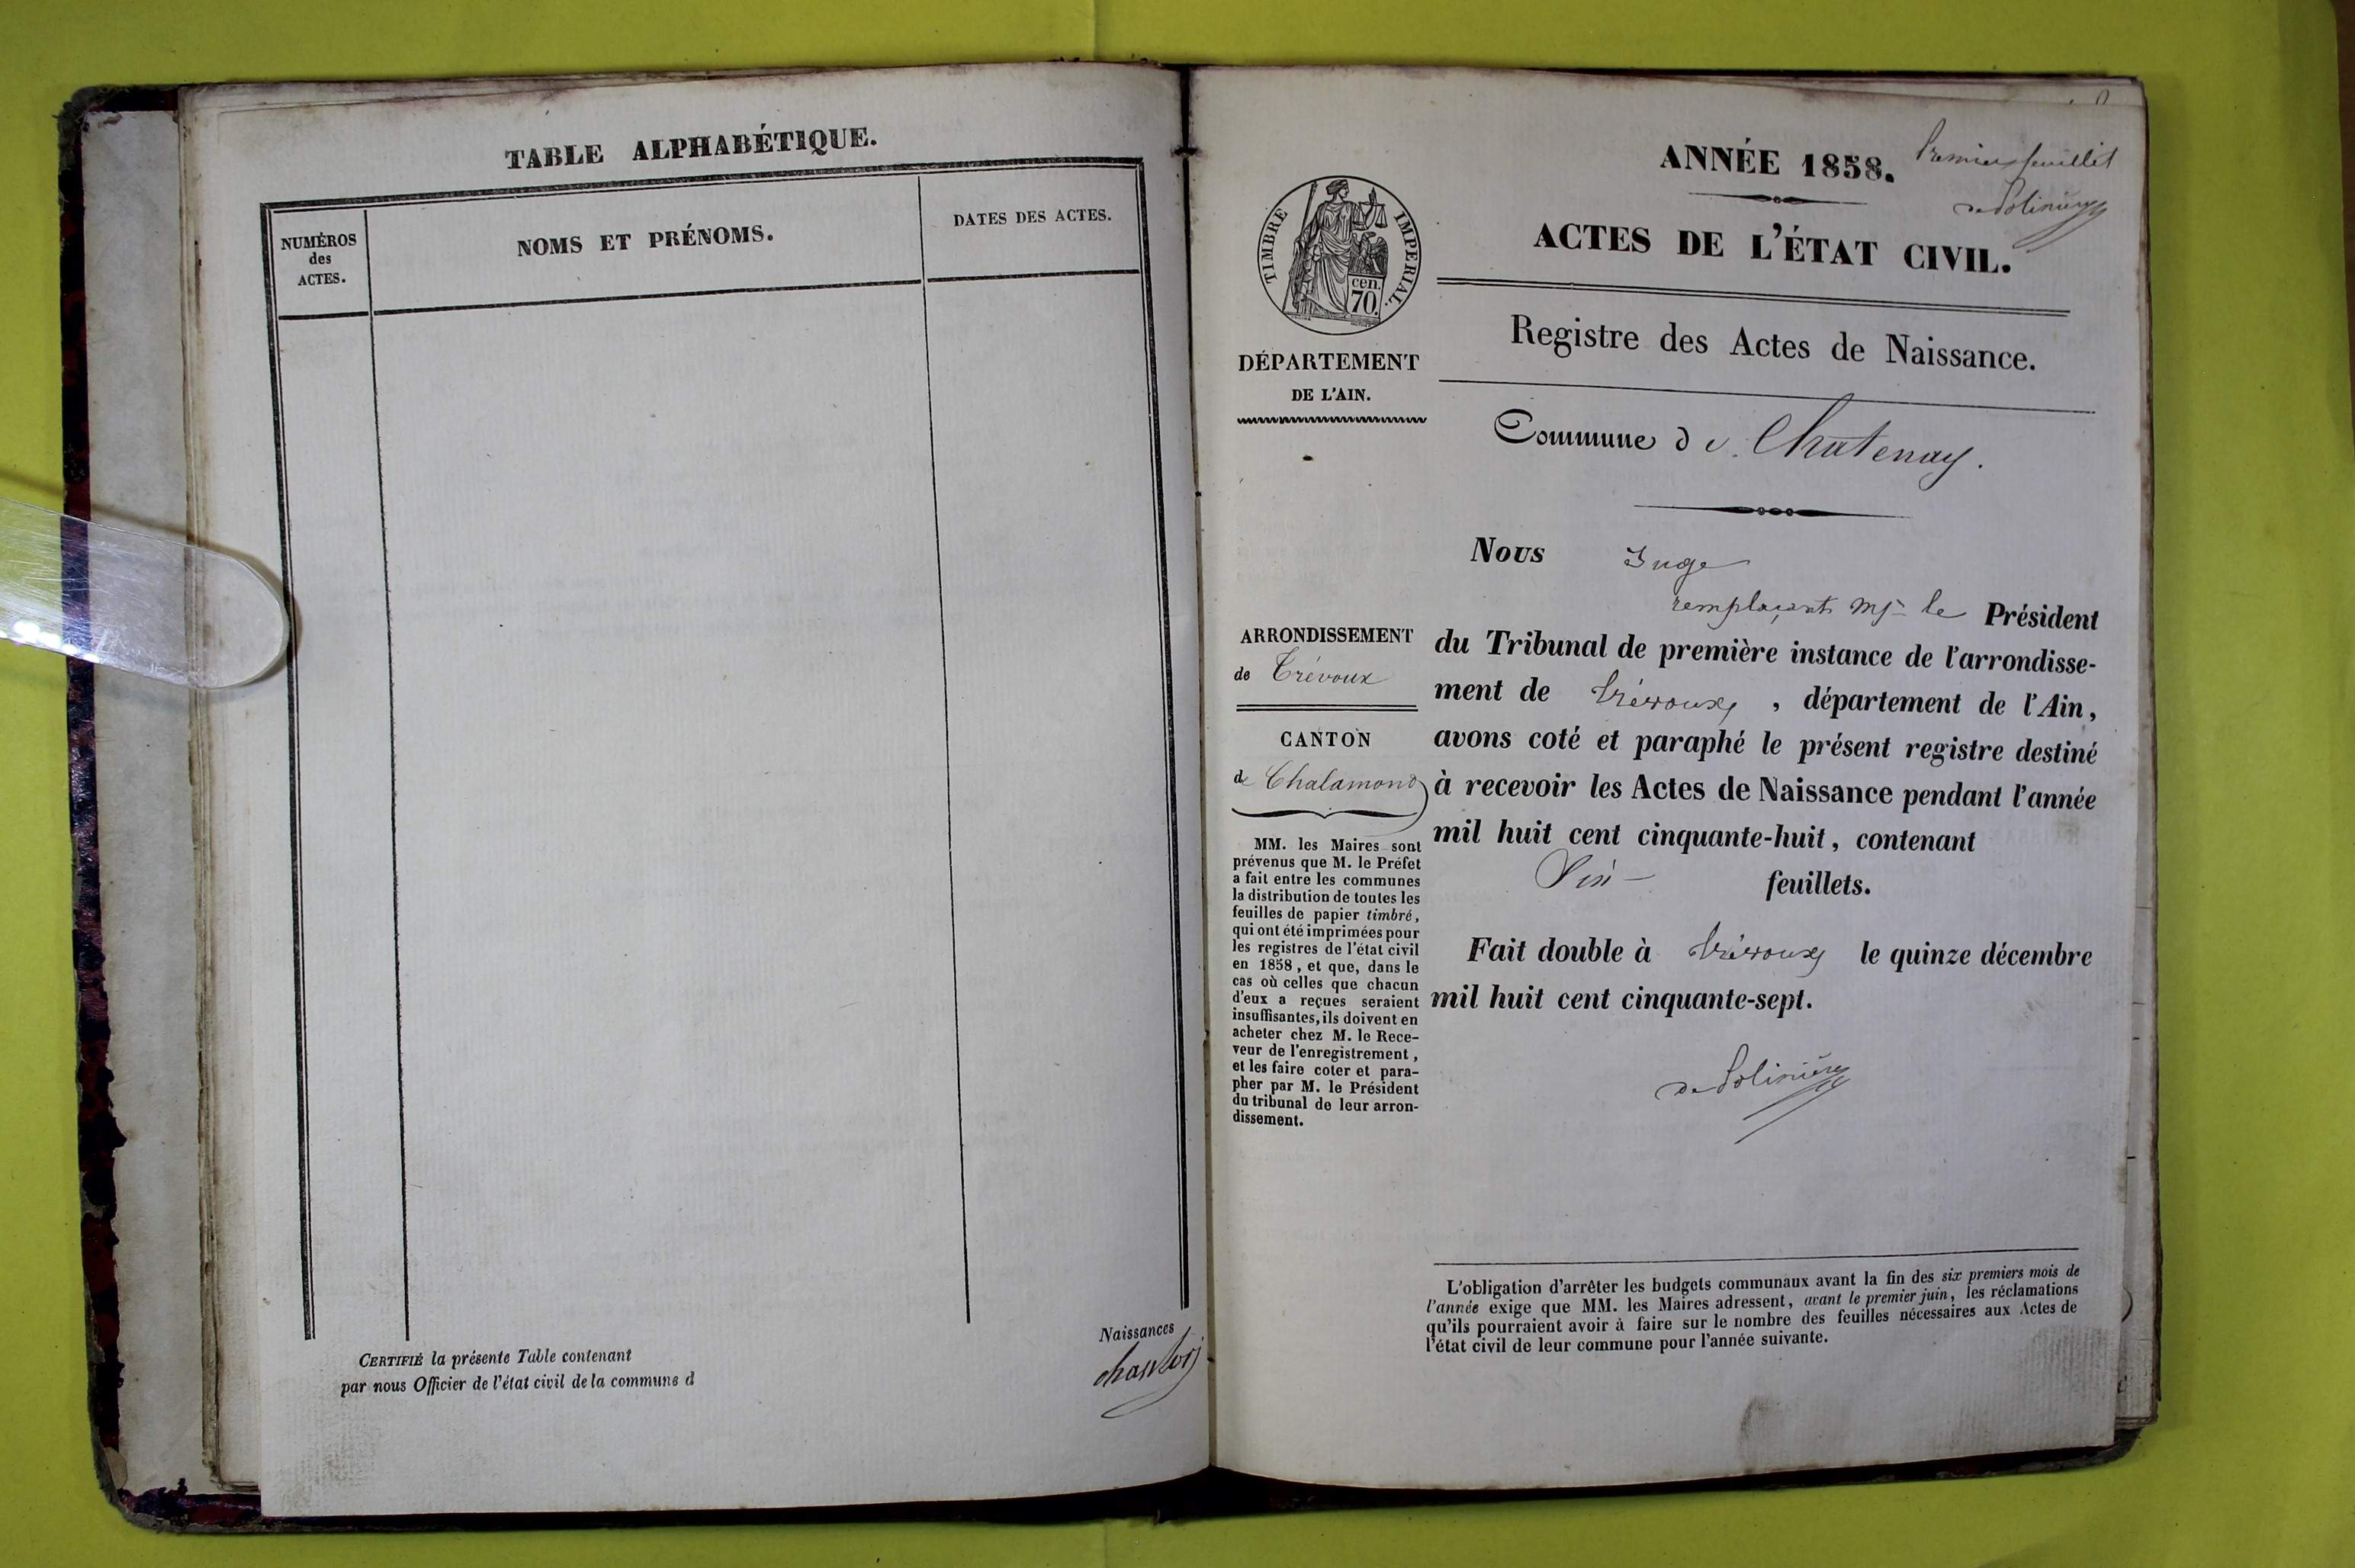 TABLE ALPHABÉTIQUE.
NUMÉROS
des
ACTES.
NOMS ET PRÉNOMS.
DATES DES ACTES.
CERTIFIÉ la présente Table contenant
par nous Officier de l'état civil de la commune d
Naissances
ANNÉE 1858.
Premier feuillet
ACTES DE L'ÉTAT CIVIL.
TIMBRE IMPERIAL.
cen.
70.
DÉPARTEMENT
DE L'AIN.
Registre des Actes de Naissance.
Commune de Chatenay.
Nous Juge
remplaçant Mr le Président
du Tribunal de première instance de l'arrondisse-
ment de Trévoux, département de l'Ain,
avons coté et paraphé le présent registre destiné
à recevoir les Actes de Naissance pendant l'année
mil huit cent cinquante-huit, contenant
Six feuillets.
Fait double à Trévoux le quinze décembre
mil huit cent cinquante-sept.
ARRONDISSEMENT
de Trévoux
CANTON
de Chalamond
MM. les Maires sont
prévenus que M. le Préfet
a fait entre les communes
la distribution de toutes les
feuilles de papier timbré,
qui ont été imprimées pour
les registres de l'état civil
en 1858, et que, dans le
cas où celles que chacun
d'eux a reçues seraient
insuffisantes, ils doivent en
acheter chez M. le Rece-
veur de l'enregistrement,
et les faire coter et para-
pher par M. le Président
du tribunal de leur arron-
dissement.
L'obligation d'arrêter les budgets communaux avant la fin des six premiers mois de
l'année exige que MM. les Maires adressent, avant le premier juin, les réclamations
qu'ils pourraient avoir à faire sur le nombre des feuilles nécessaires aux Actes de
l'état civil de leur commune pour l'année suivante.